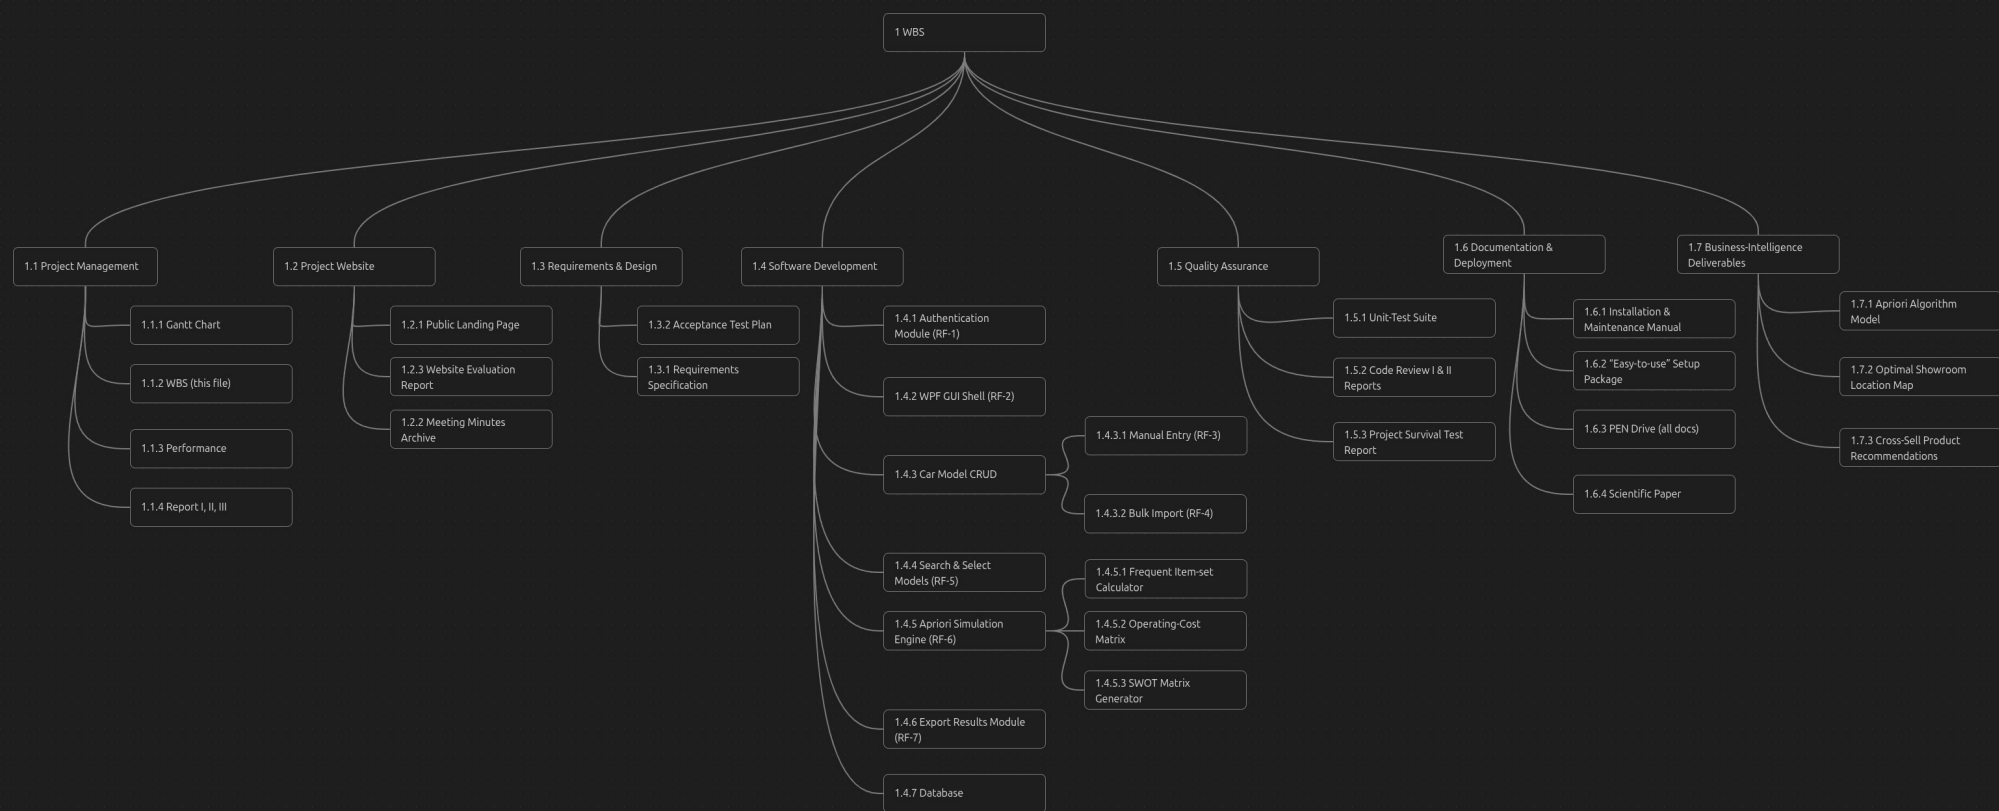 1 WBS
1.1 Project Management
1.1.1 Gantt Chart
1.1.2 WBS (this file)
1.1.3 Performance
1.1.4 Report I, II, III
1.2 Project Website
1.2.1 Public Landing Page
1.2.3 Website Evaluation
Report
1.2.2 Meeting Minutes
Archive
1.3 Requirements & Design
1.3.2 Acceptance Test Plan
1.3.1 Requirements
Specification
1.4 Software Development
1.4.1 Authentication
Module (RF-1)
1.4.2 WPF GUI Shell (RF-2)
1.4.3 Car Model CRUD
1.4.3.1 Manual Entry (RF-3)
1.4.3.2 Bulk Import (RF-4)
1.4.4 Search & Select
Models (RF-5)
1.4.5 Apriori Simulation
Engine (RF-6)
1.4.5.1 Frequent Item-set
Calculator
1.4.5.2 Operating-Cost
Matrix
1.4.5.3 SWOT Matrix
Generator
1.4.6 Export Results Module
(RF-7)
1.4.7 Database
1.5 Quality Assurance
1.5.1 Unit-Test Suite
1.5.2 Code Review I & II
Reports
1.5.3 Project Survival Test
Report
1.6 Documentation &
Deployment
1.6.1 Installation &
Maintenance Manual
1.6.2 “Easy-to-use” Setup
Package
1.6.3 PEN Drive (all docs)
1.6.4 Scientific Paper
1.7 Business-Intelligence
Deliverables
1.7.1 Apriori Algorithm
Model
1.7.2 Optimal Showroom
Location Map
1.7.3 Cross-Sell Product
Recommendations